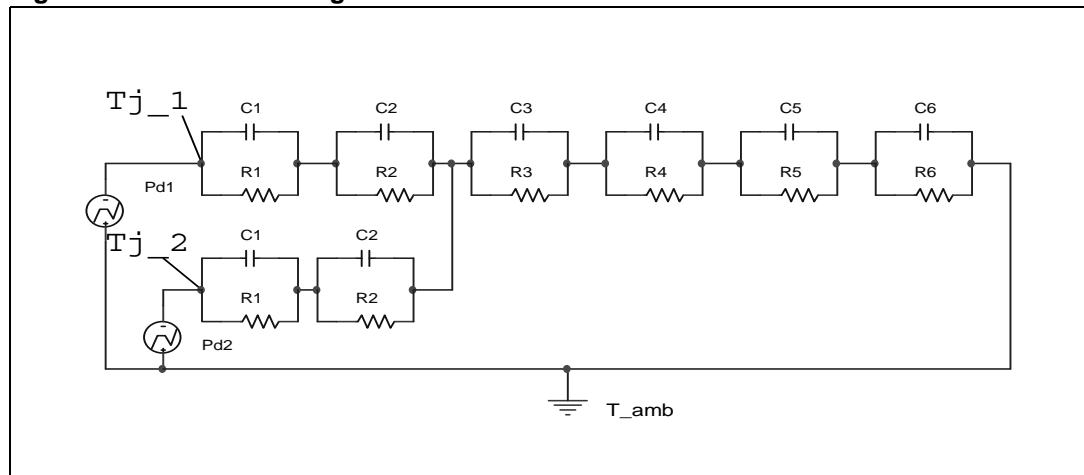 Tj_1
C1 C2 C3 C4 C5 C6
R1 R2 R3 R4 R5 R6
Pd1
Tj_2
C1 C2
R1 R2
Pd2
T_amb